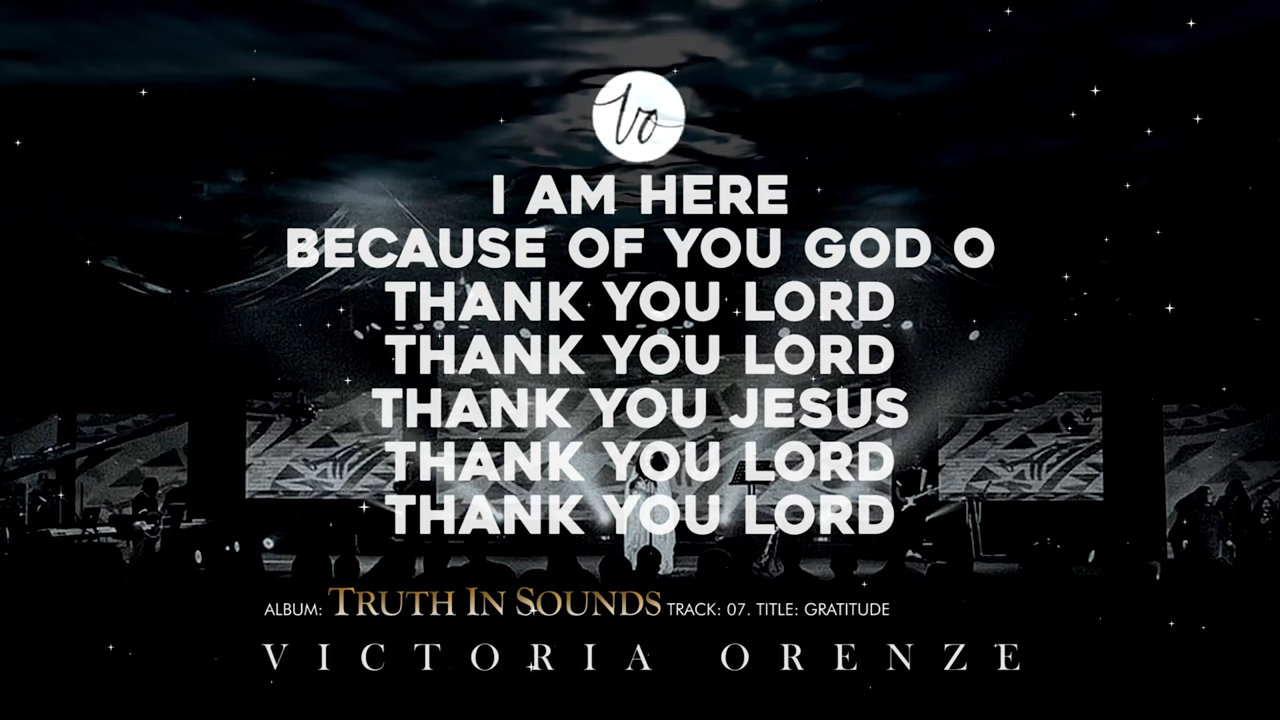 Vo
I AM HERE
BECAUSE OF YOU GOD O
THANK YOU LORD
THANK YOU LORD
THANK YOU JESUS
THANK YOU LORD
THANK YOU LORD
ALBUM: TRUTH IN SOUNDS TRACK: 07. TITLE: GRATITUDE
VICTORIA ORENZE